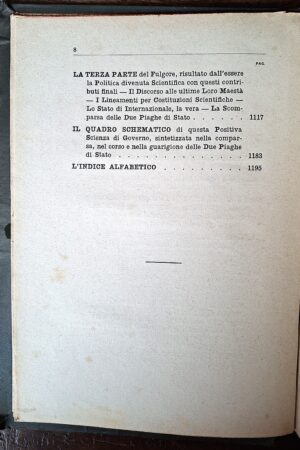 8
PAG.
LA TERZA PARTE del Fulgore, risultato dall'essere
la Politica divenuta Scientifica con questi contri-
buti finali — Il Discorso alle ultime Loro Maestà
— I Lineamenti per Costituzioni Scientifiche —
Lo Stato di Internazionale, la vera — La Scom-
parsa delle Due Piaghe di Stato . . . . . . 1117
IL QUADRO SCHEMATICO di questa Positiva
Scienza di Governo, sintetizzata nella compar-
sa, nel corso e nella guarigione delle Due Piaghe
di Stato . . . . . . . . . . . . . 1183
L'INDICE ALFABETICO . . . . . . . . . 1195